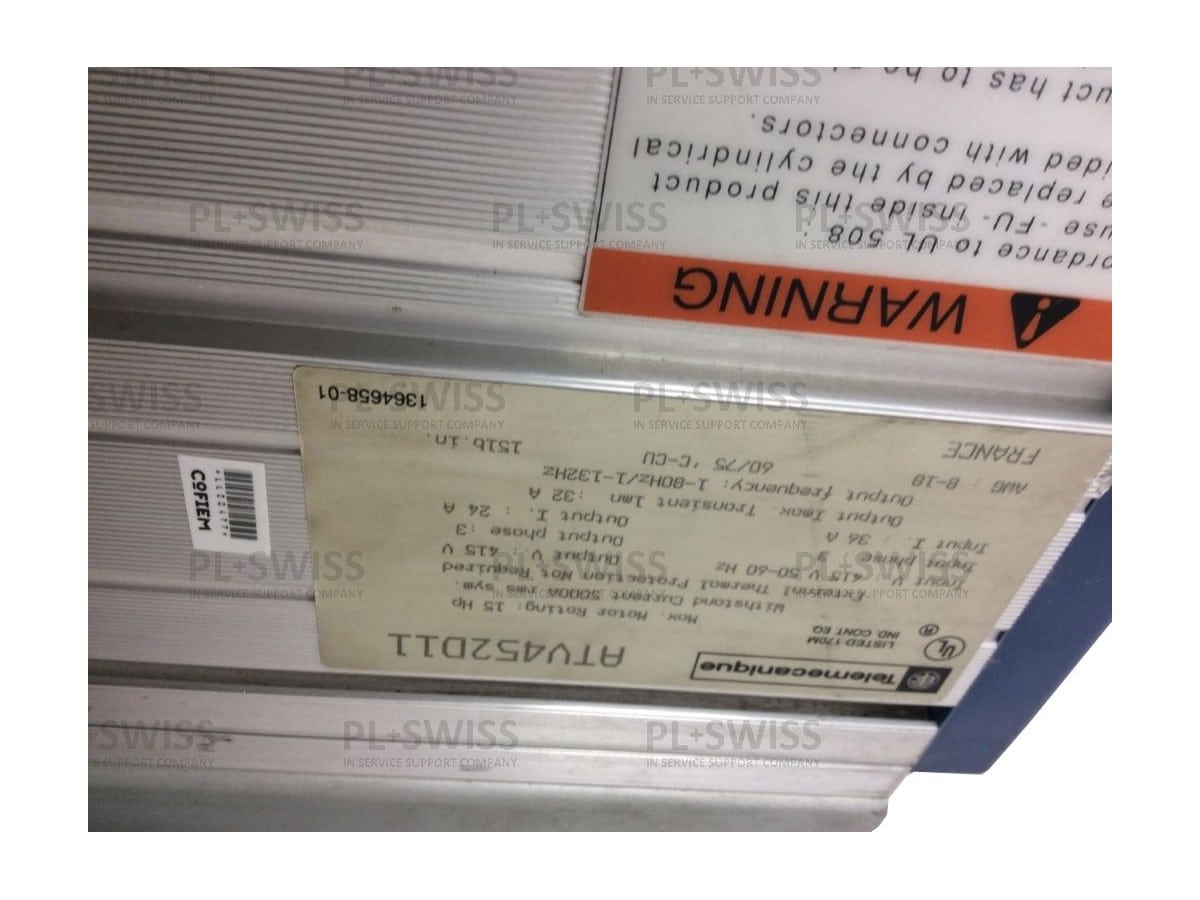 Telemecanique
ATV452D11
UL
LISTED 170M
IND. CONT. EQ.
®
Max. Motor Rating: 15 Hp
Withstand Current 5000A rms sym.
External Thermal Protection Not Required
Input V : 415 V 50-60 Hz
Output V : 415 V
Input phase : 3
Output phase : 3
Input I. : 36 A
Output I. : 24 A
Output Imax. Transient 1mn : 32 A
Output frequency: 1-80Hz/1-132Hz
AWG : 8-18
60/75 °C-CU
15lb.in.
FRANCE
1364658-01
WARNING
ordance to UL 508 :
use -FU- inside this product
e replaced by the cylindrical
ided with connectors.
uct has to be
COFIEM
PL+SWISS
IN SERVICE SUPPORT COMPANY